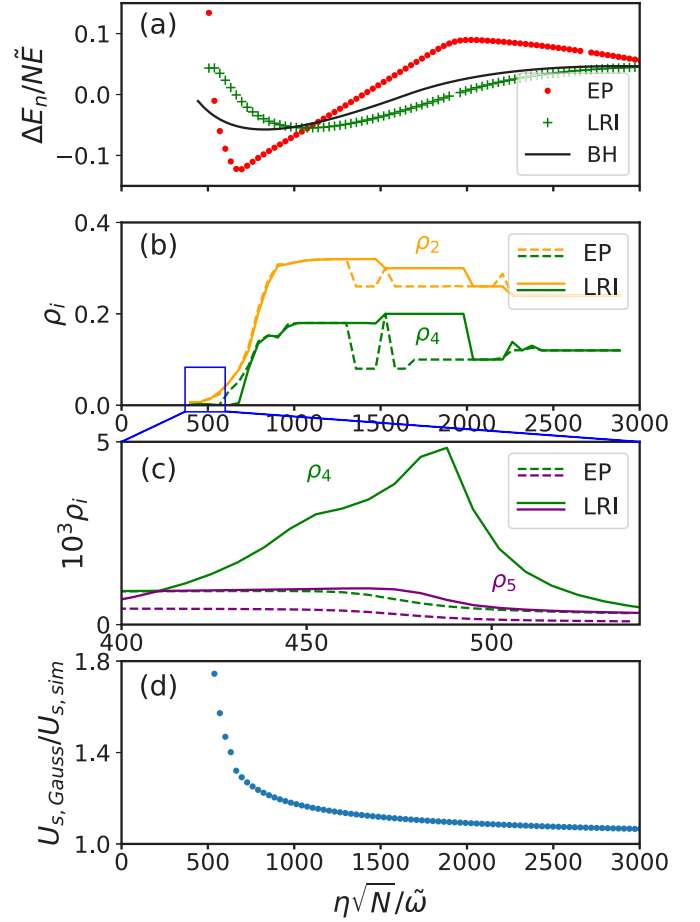 (a)
0.1
0.0
−0.1
ΔE_n/NẼ
EP
LRI
BH
(b)
0.4
0.2
0.0
ρ_i
ρ_2
ρ_4
EP
LRI
0 500 1000 1500 2000 2500 3000
(c)
5
0
10^3ρ_i
ρ_4
ρ_5
EP
LRI
400 450 500
(d)
1.8
1.4
1.0
U_{s,Gauss}/U_{s,sim}
0 500 1000 1500 2000 2500 3000
η√N/ω̃